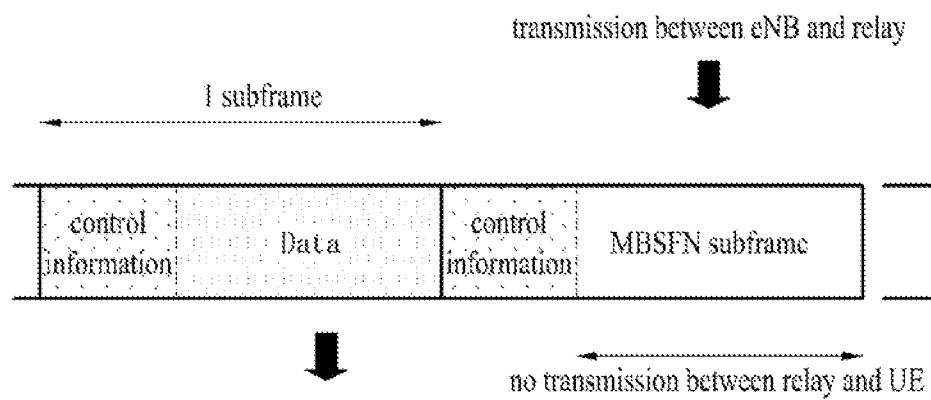 transmission between eNB and relay
1 subframe
control
information
Data
control
information
MBSFN subframe
no transmission between relay and UE